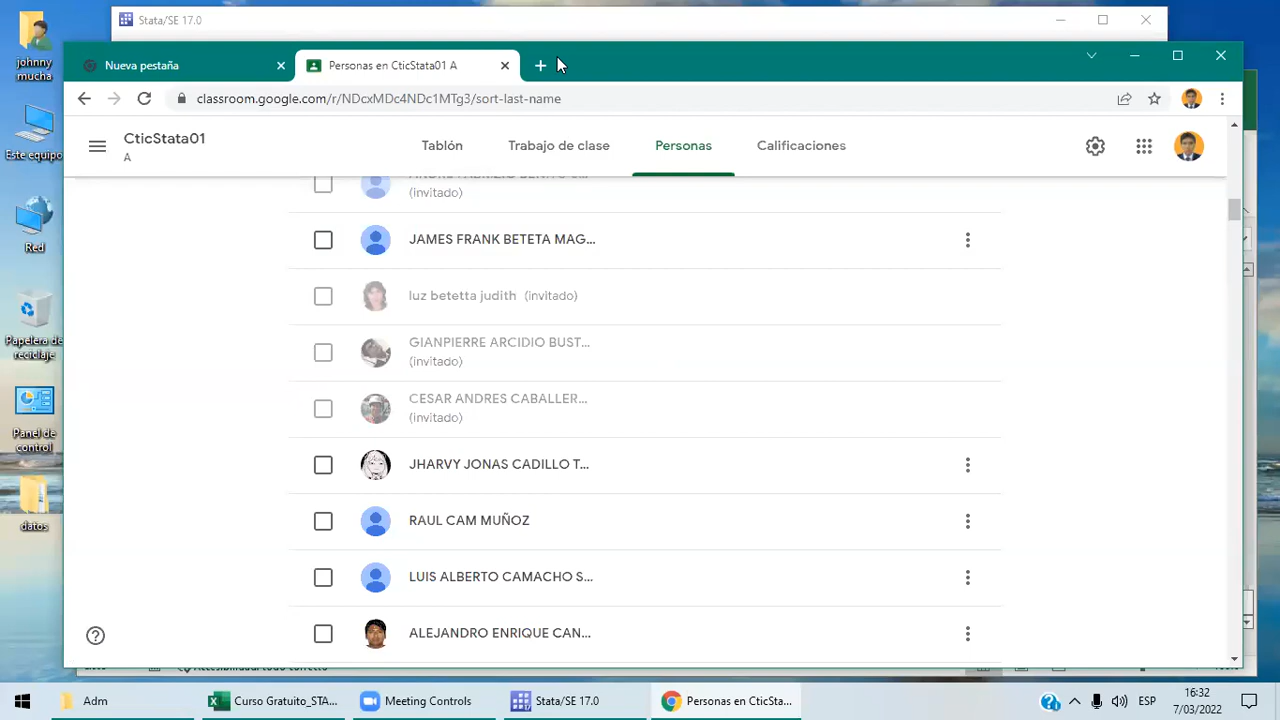 Stata/SE 17.0
johnny
mucha
Nueva pestaña
Personas en CticStata01 A
classroom.google.com/r/NDcxMDc4NDc1MTg3/sort-last-name
CticStata01
A
Tablón
Trabajo de clase
Personas
Calificaciones
Este equipo
(invitado)
JAMES FRANK BETETA MAG...
Red
luz betetta judith (invitado)
GIANPIERRE ARCIDIO BUST...
(invitado)
Papelera de
reciclaje
CESAR ANDRES CABALLER...
(invitado)
Panel de
control
JHARVY JONAS CADILLO T...
RAUL CAM MUÑOZ
datos
LUIS ALBERTO CAMACHO S...
ALEJANDRO ENRIQUE CAN...
Adm
Curso Gratuito_STA...
Meeting Controls
Stata/SE 17.0
Personas en CticSta...
ESP
16:32
7/03/2022